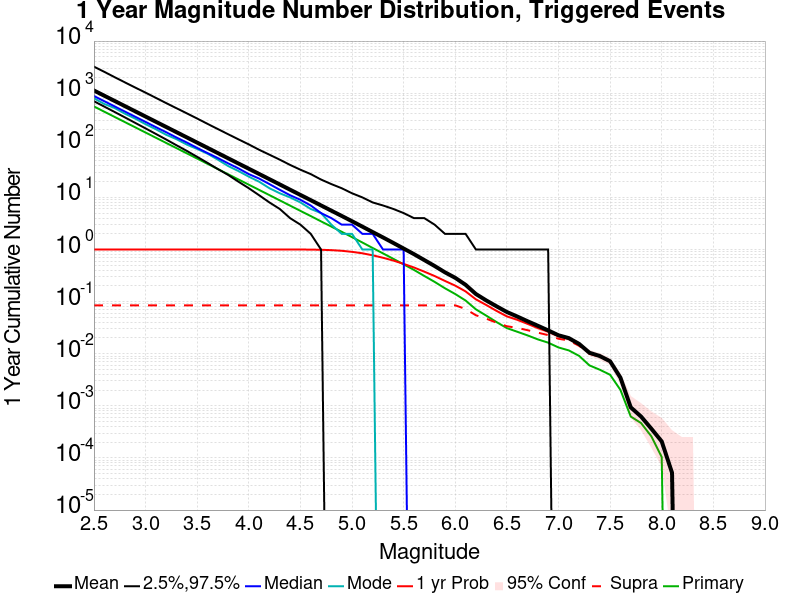 1 Year Magnitude Number Distribution, Triggered Events
10^4
10^3
10^2
10^1
10^0
10^-1
10^-2
10^-3
10^-4
10^-5
1 Year Cumulative Number
2.5 3.0 3.5 4.0 4.5 5.0 5.5 6.0 6.5 7.0 7.5 8.0 8.5 9.0
Magnitude
Mean 2.5%,97.5% Median Mode 1 yr Prob 95% Conf Supra Primary